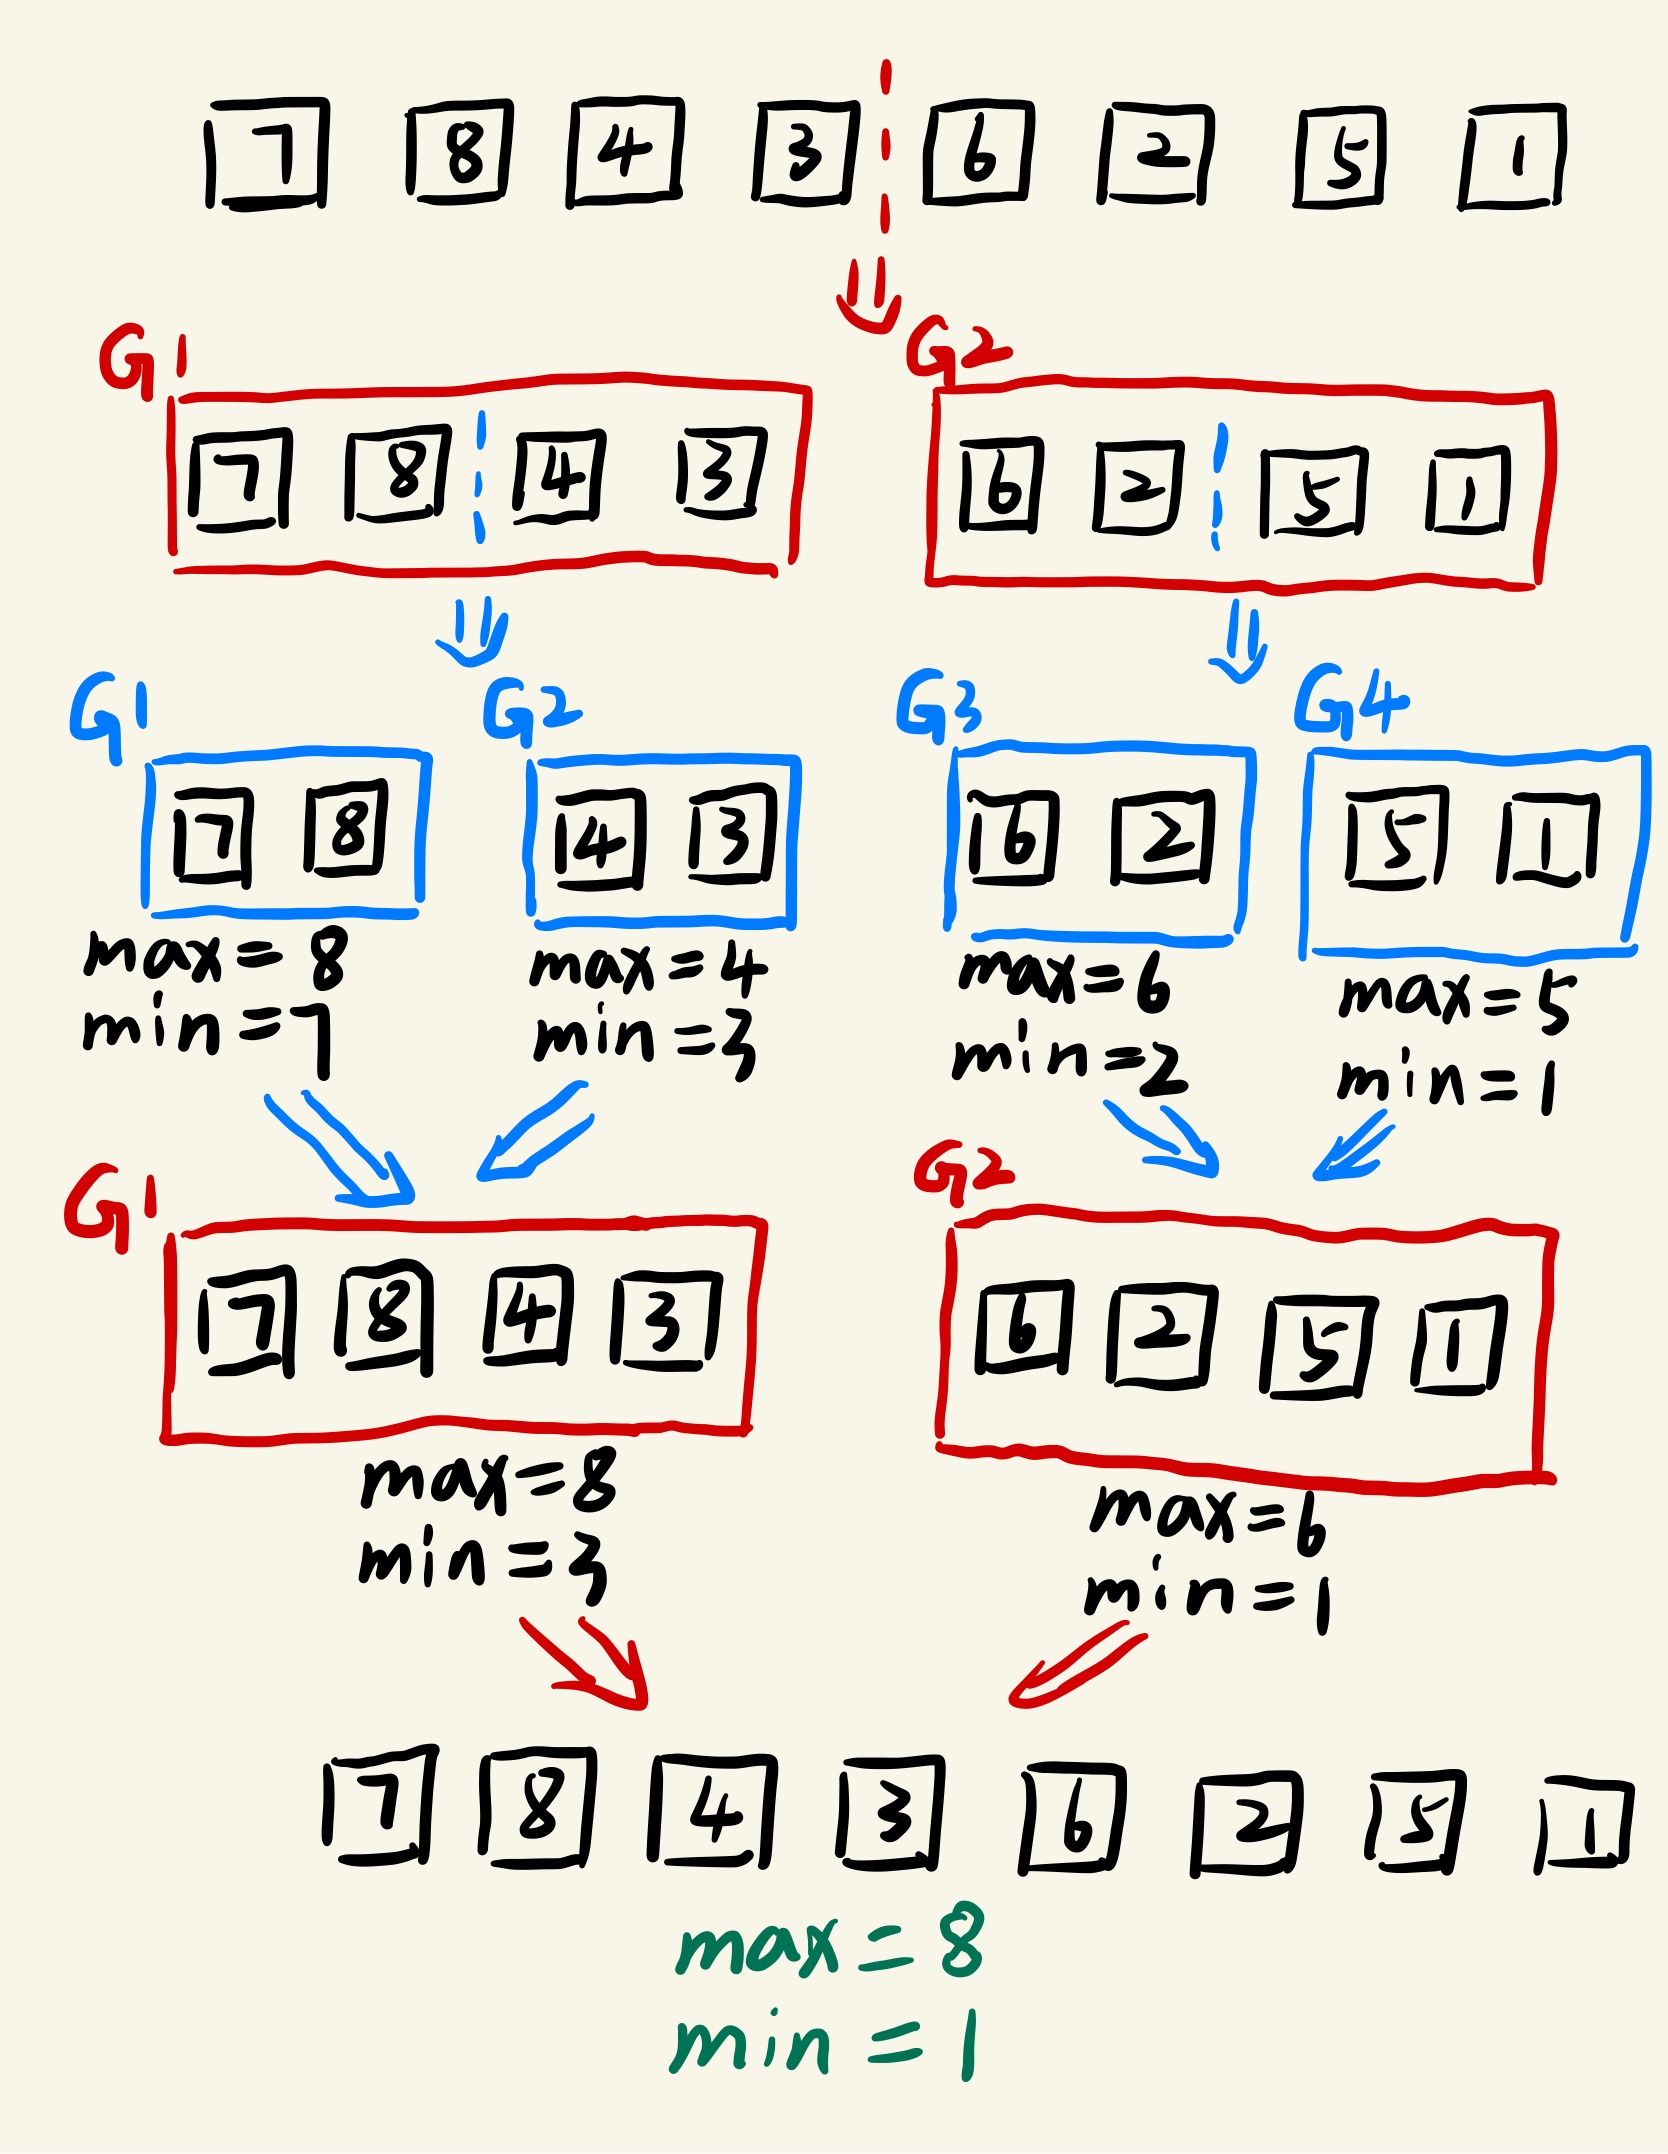 7 8 4 3 6 2 5 1
G1 G2
7 8 4 3 6 2 5 1
G1 G2 G3 G4
7 8 4 3 6 2 5 1
max=8 max=4 max=6 max=5
min=7 min=3 min=2 min=1
G1 G2
7 8 4 3 6 2 5 1
max=8 max=6
min=3 min=1
7 8 4 3 6 2 5 1
max=8
min=1